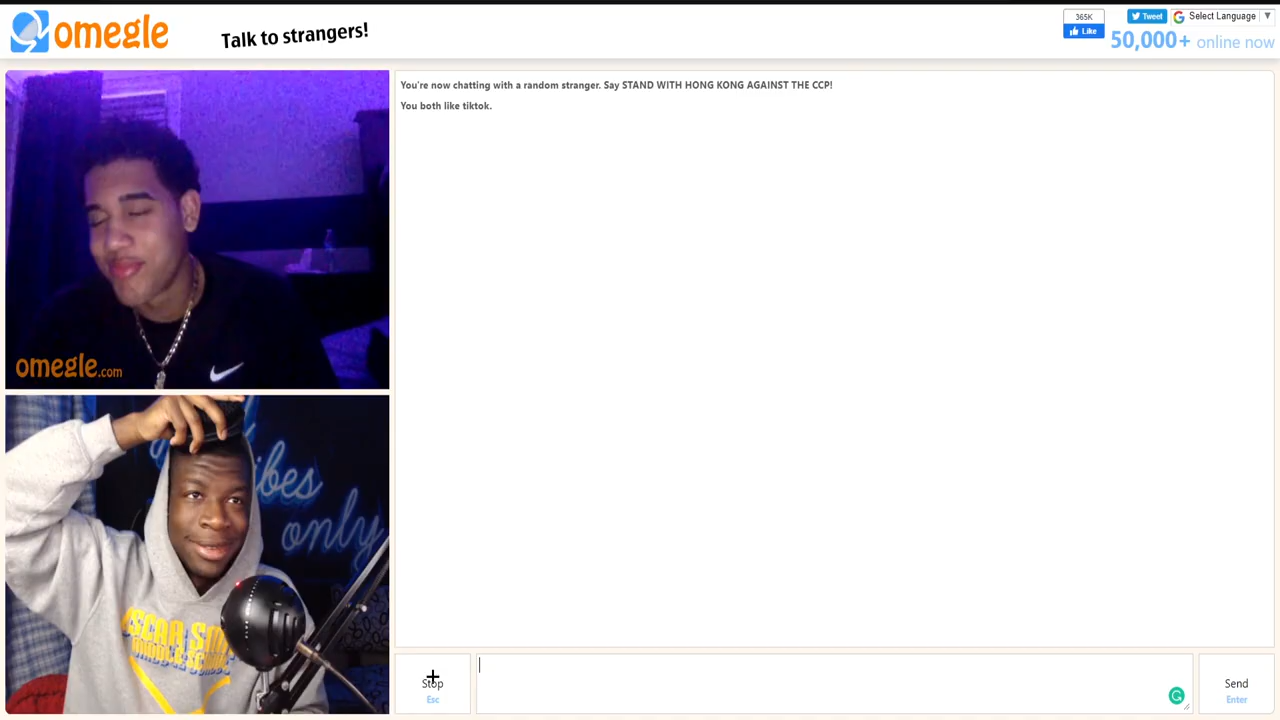 omegle
Talk to strangers!
365K
Like
Tweet
Select Language ▼
50,000+ online now
You're now chatting with a random stranger. Say STAND WITH HONG KONG AGAINST THE CCP!
You both like tiktok.
omegle.com
ibes
only
Stop
Esc
Send
Enter